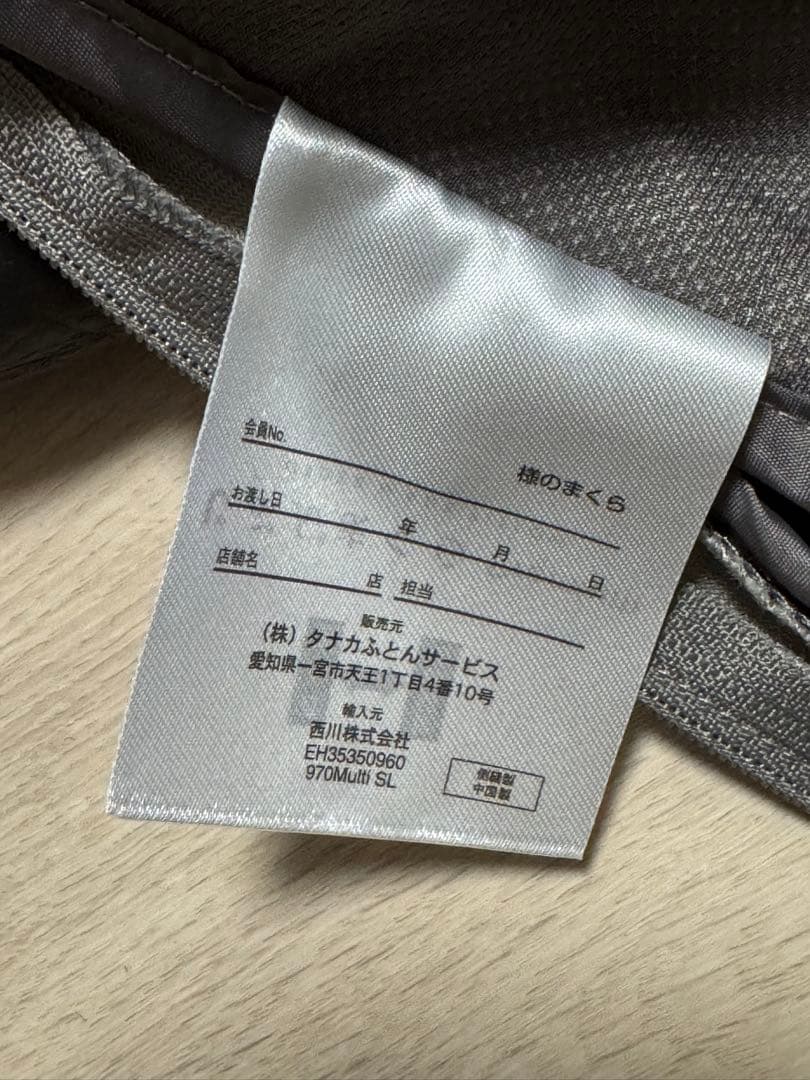 会員No.
様のまくら
お渡し日 年 月 日
店舗名 店 担当
販売元
(株)タナカふとんサービス
愛知県一宮市天王1丁目4番10号
輸入元
西川株式会社
EH35350960
970Multi SL
側縫製
中国製